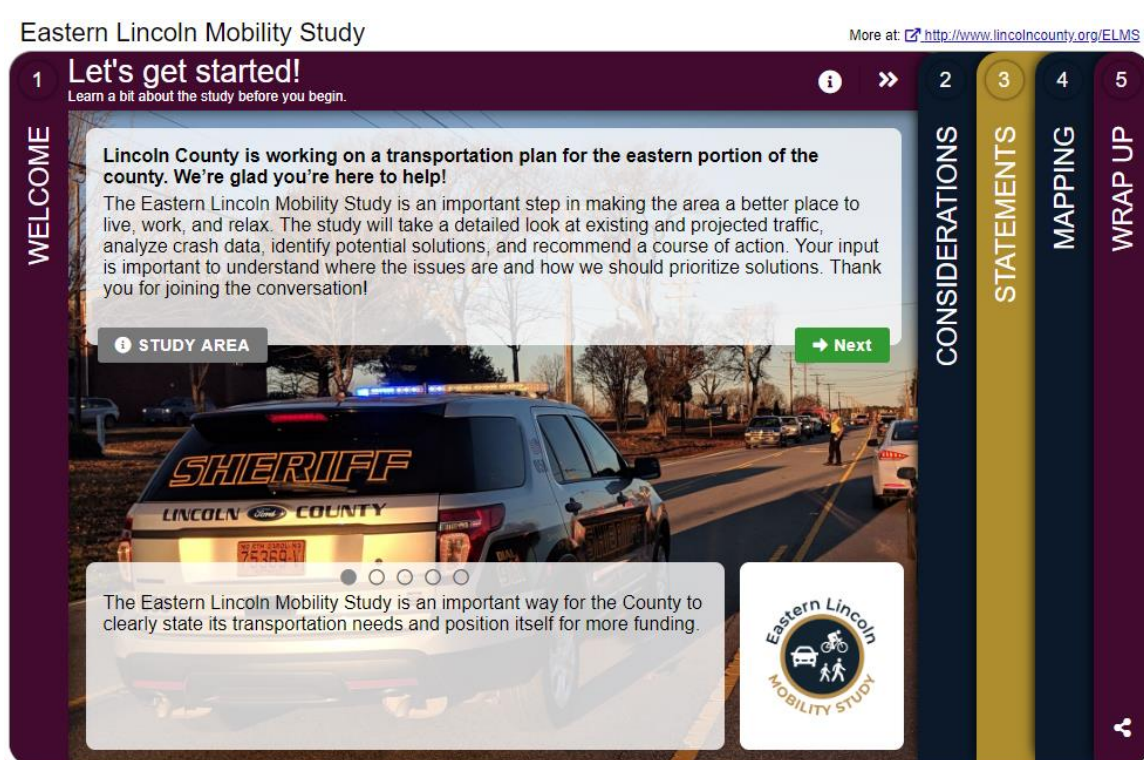 Eastern Lincoln Mobility Study
More at: http://www.lincolncounty.org/ELMS
1
Let's get started!
Learn a bit about the study before you begin.
WELCOME
Lincoln County is working on a transportation plan for the eastern portion of the
county. We're glad you're here to help!
The Eastern Lincoln Mobility Study is an important step in making the area a better place to
live, work, and relax. The study will take a detailed look at existing and projected traffic,
analyze crash data, identify potential solutions, and recommend a course of action. Your input
is important to understand where the issues are and how we should prioritize solutions. Thank
you for joining the conversation!
STUDY AREA
Next
SHERIFF
LINCOLN Ford COUNTY
75369-V
The Eastern Lincoln Mobility Study is an important way for the County to
clearly state its transportation needs and position itself for more funding.
Eastern Lincoln
MOBILITY STUDY
2
CONSIDERATIONS
3
STATEMENTS
4
MAPPING
5
WRAP UP